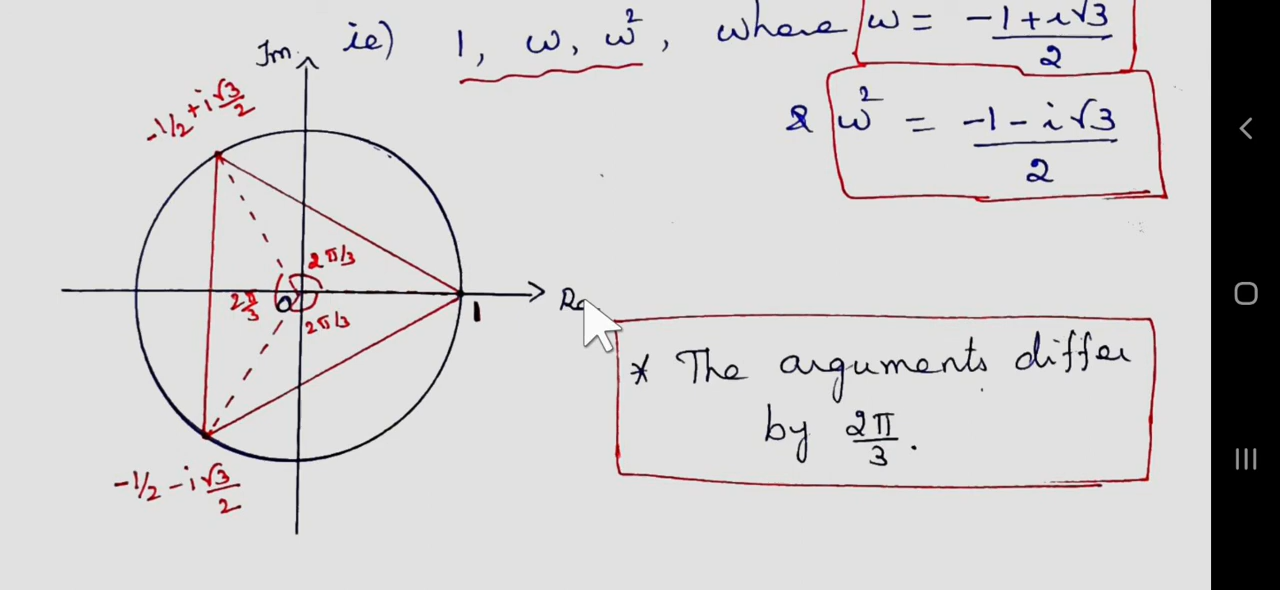 ie) 1, ω, ω², where ω = (-1+i√3)/2
& ω² = (-1-i√3)/2
Im
-1/2+i√3/2
2π/3
2π/3
O
2π/3
1
-1/2-i√3/2
* The arguments differ
by 2π/3.